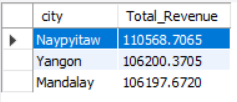 city Total_Revenue
Naypyitaw 110568.7065
Yangon 106200.3705
Mandalay 106197.6720